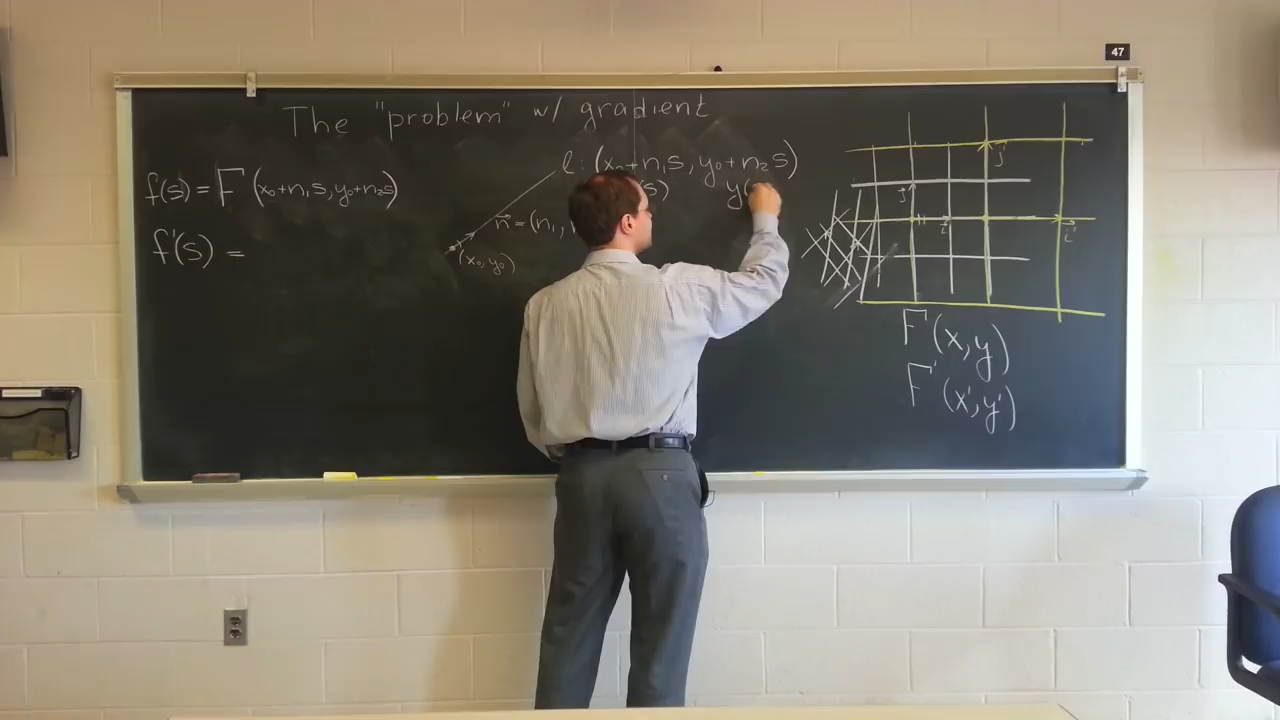 47
The "problem" w/ gradient
l: (x₀+n₁s, y₀+n₂s)
s) y(
f(s) = F (x₀+n₁s, y₀+n₂s)
n⃗ = (n₁,
f'(s) =
(x₀, y₀)
j'
j
i
i'
F (x, y)
F' (x', y')